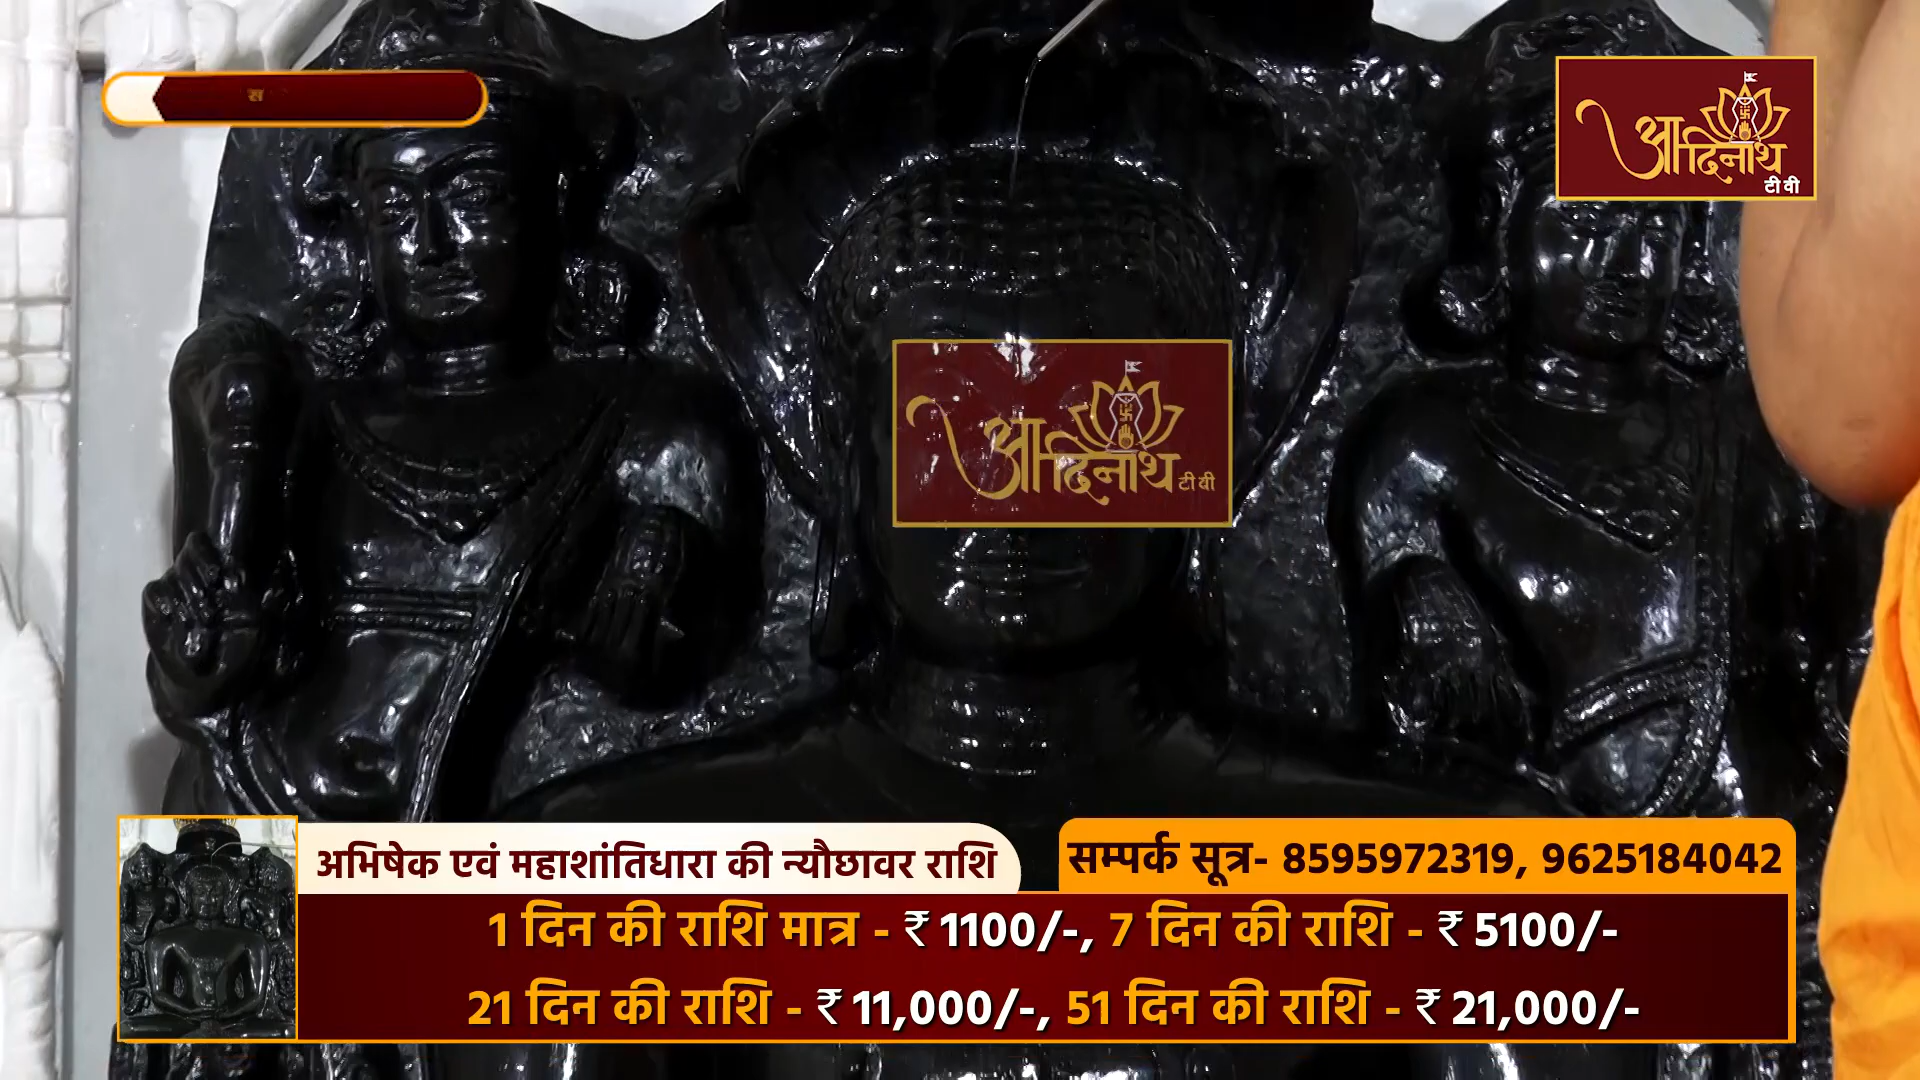 स
आदिनाथ
टीवी
आदिनाथ टीवी
अभिषेक एवं महाशांतिधारा की न्यौछावर राशि
सम्पर्क सूत्र- 8595972319, 9625184042
1 दिन की राशि मात्र - ₹ 1100/-, 7 दिन की राशि - ₹ 5100/-
21 दिन की राशि - ₹ 11,000/-, 51 दिन की राशि - ₹ 21,000/-